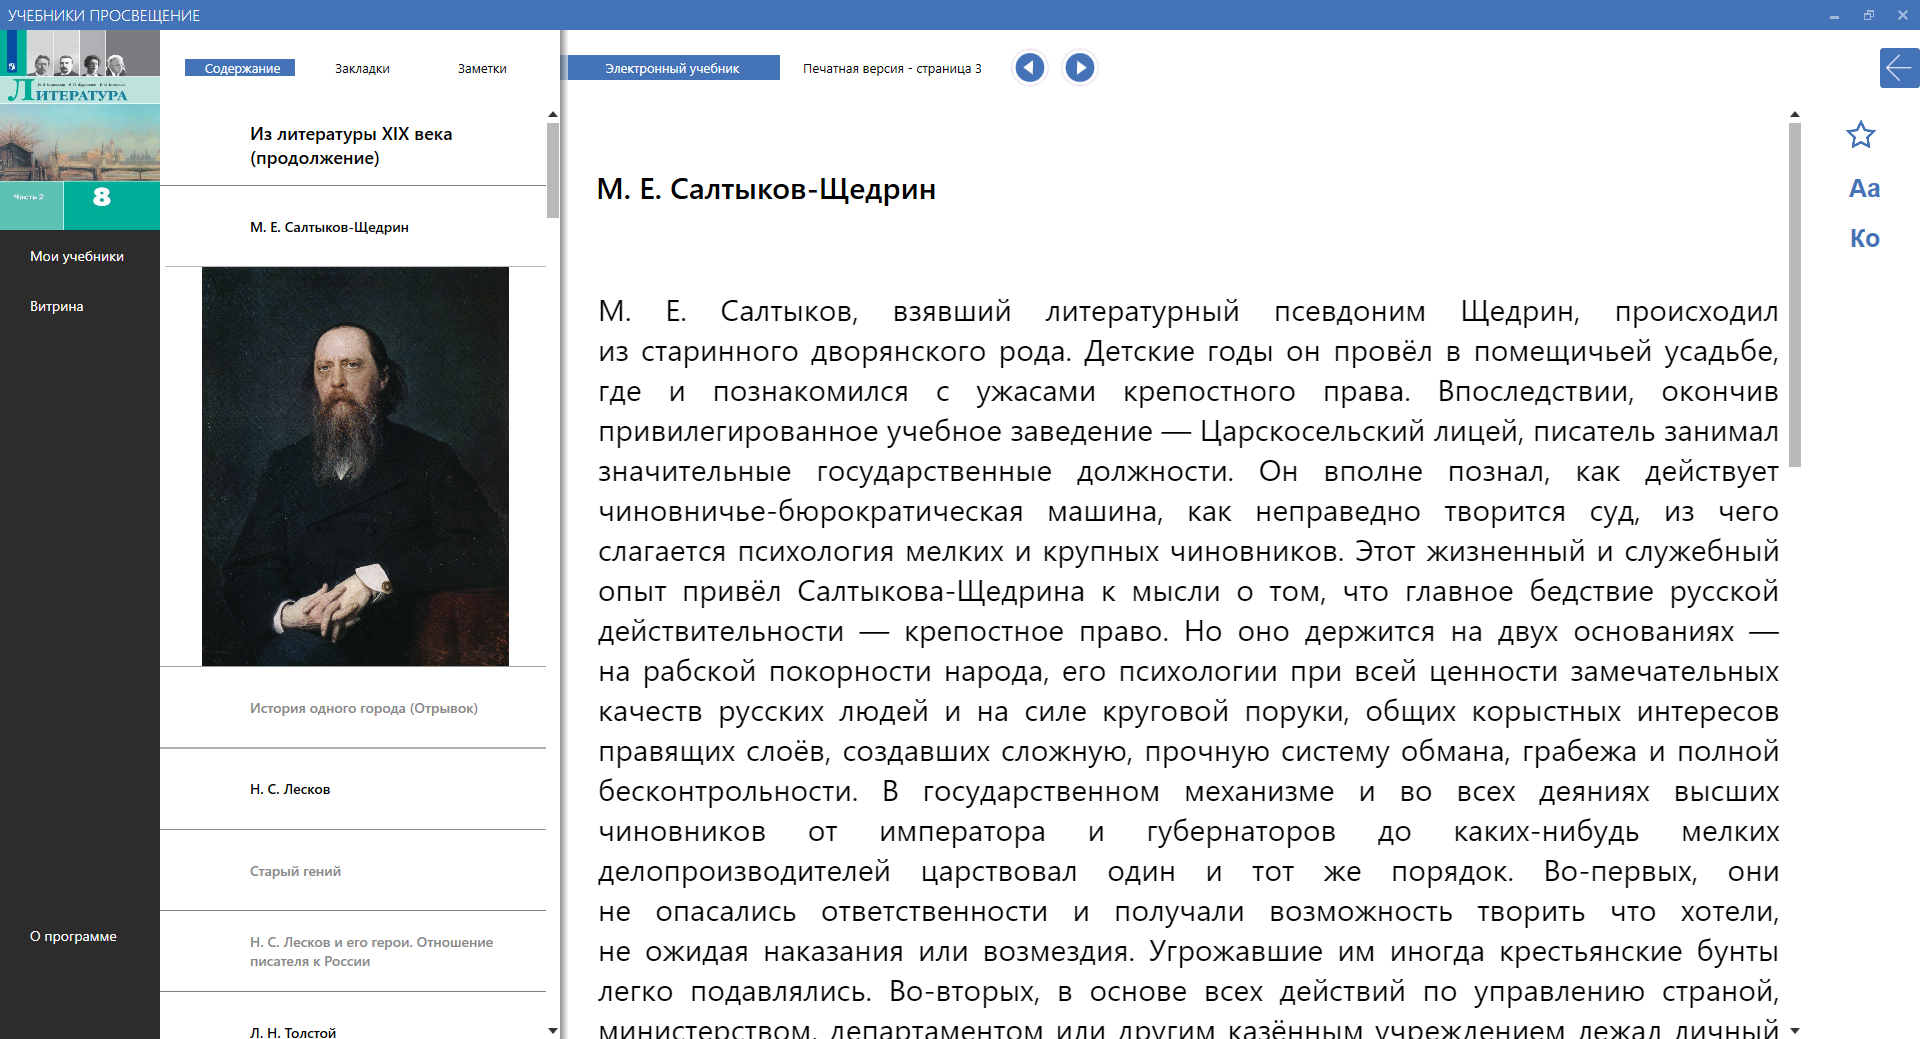 УЧЕБНИКИ ПРОСВЕЩЕНИЕ
ЛИТЕРАТУРА
Часть 2
8
Мои учебники
Витрина
О программе
Содержание
Закладки
Заметки
Из литературы XIX века
(продолжение)
М. Е. Салтыков-Щедрин
История одного города (Отрывок)
Н. С. Лесков
Старый гений
Н. С. Лесков и его герои. Отношение
писателя к России
Л. Н. Толстой
Электронный учебник
Печатная версия - страница 3
Aa
Ко
М. Е. Салтыков-Щедрин
М. Е. Салтыков, взявший литературный псевдоним Щедрин, происходил
из старинного дворянского рода. Детские годы он провёл в помещичьей усадьбе,
где и познакомился с ужасами крепостного права. Впоследствии, окончив
привилегированное учебное заведение — Царскосельский лицей, писатель занимал
значительные государственные должности. Он вполне познал, как действует
чиновничье-бюрократическая машина, как неправедно творится суд, из чего
слагается психология мелких и крупных чиновников. Этот жизненный и служебный
опыт привёл Салтыкова-Щедрина к мысли о том, что главное бедствие русской
действительности — крепостное право. Но оно держится на двух основаниях —
на рабской покорности народа, его психологии при всей ценности замечательных
качеств русских людей и на силе круговой поруки, общих корыстных интересов
правящих слоёв, создавших сложную, прочную систему обмана, грабежа и полной
бесконтрольности. В государственном механизме и во всех деяниях высших
чиновников от императора и губернаторов до каких-нибудь мелких
делопроизводителей царствовал один и тот же порядок. Во-первых, они
не опасались ответственности и получали возможность творить что хотели,
не ожидая наказания или возмездия. Угрожавшие им иногда крестьянские бунты
легко подавлялись. Во-вторых, в основе всех действий по управлению страной,
министерством, департаментом или другим казённым учреждением лежал личный